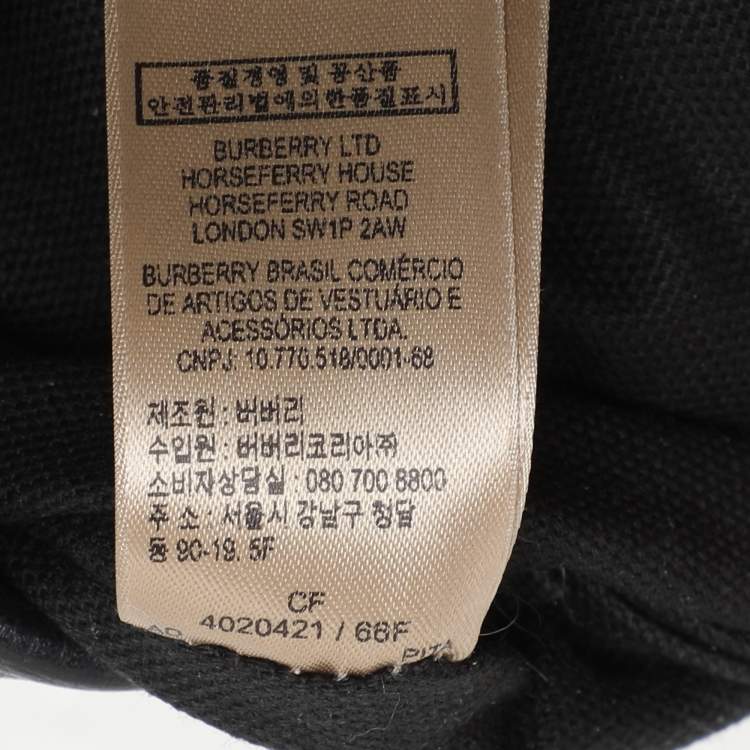 품질경영 및 공산품
안전관리법에의한품질표시
BURBERRY LTD
HORSEFERRY HOUSE
HORSEFERRY ROAD
LONDON SW1P 2AW
BURBERRY BRASIL COMÉRCIO
DE ARTIGOS DE VESTUÁRIO E
ACESSÓRIOS LTDA.
CNPJ: 10.770.518/0001-68
제조원 : 버버리
수입원 : 버버리코리아㈜
소비자상담실 : 080 700 8800
주 소 : 서울시 강남구 청담
동 90-19, 5F
CF
4020421 / 66F